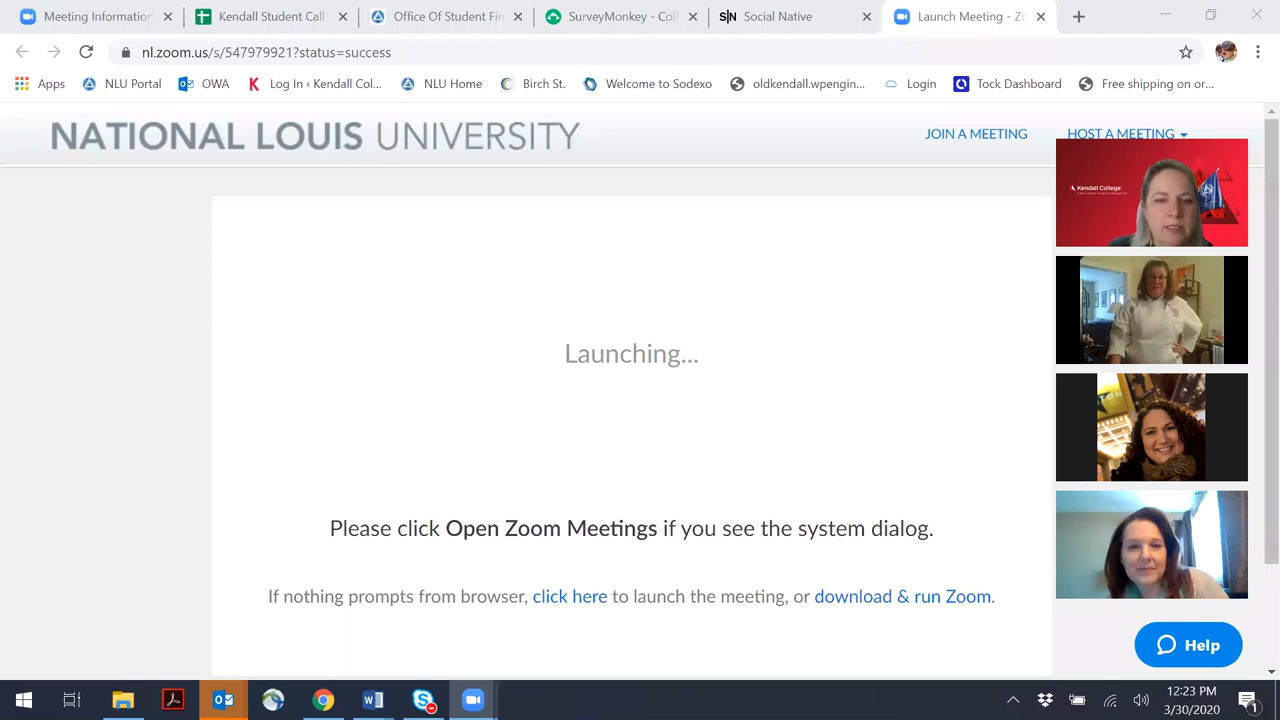 Meeting Information
Kendall Student Call
Office Of Student Fin
SurveyMonkey - Coll
S|N Social Native
Launch Meeting - Zo
nl.zoom.us/s/547979921?status=success
Apps
NLU Portal
OWA
Log In ‹ Kendall Col...
NLU Home
Birch St.
Welcome to Sodexo
oldkendall.wpengin...
Login
Tock Dashboard
Free shipping on or...
NATIONAL LOUIS UNIVERSITY
JOIN A MEETING
HOST A MEETING
Kendall College
Launching...
Please click Open Zoom Meetings if you see the system dialog.
If nothing prompts from browser, click here to launch the meeting, or download & run Zoom.
Help
12:23 PM
3/30/2020
1